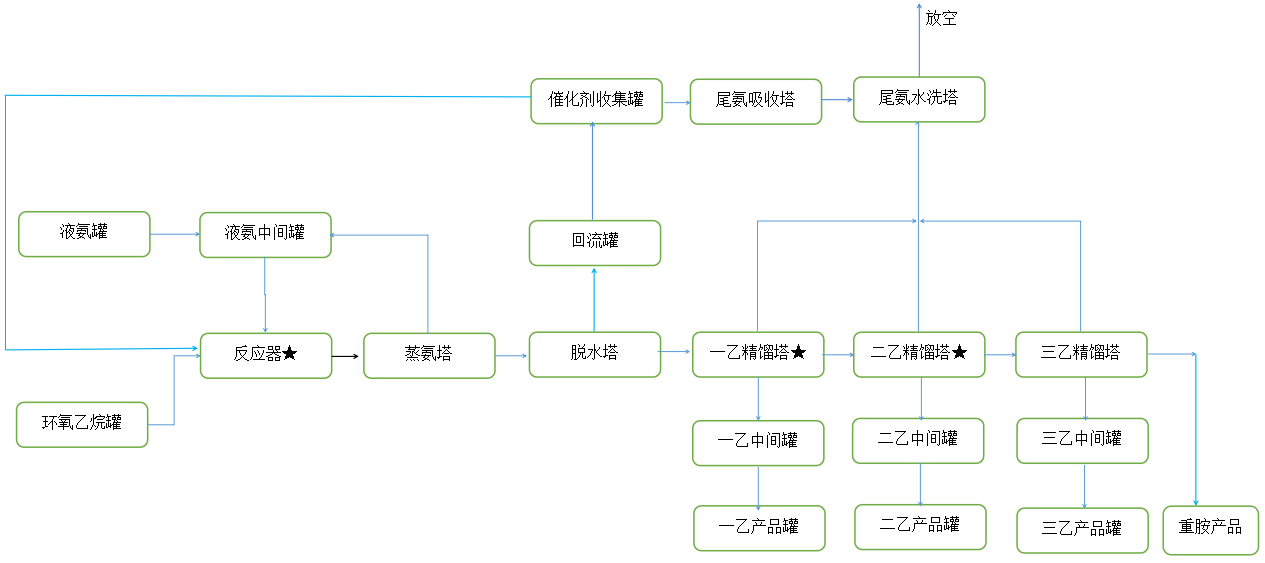 放空
催化剂收集罐
尾氨吸收塔
尾氨水洗塔
液氨罐
液氨中间罐
回流罐
反应器★
蒸氨塔
脱水塔
一乙精馏塔★
二乙精馏塔★
三乙精馏塔
环氧乙烷罐
一乙中间罐
二乙中间罐
三乙中间罐
一乙产品罐
二乙产品罐
三乙产品罐
重胺产品